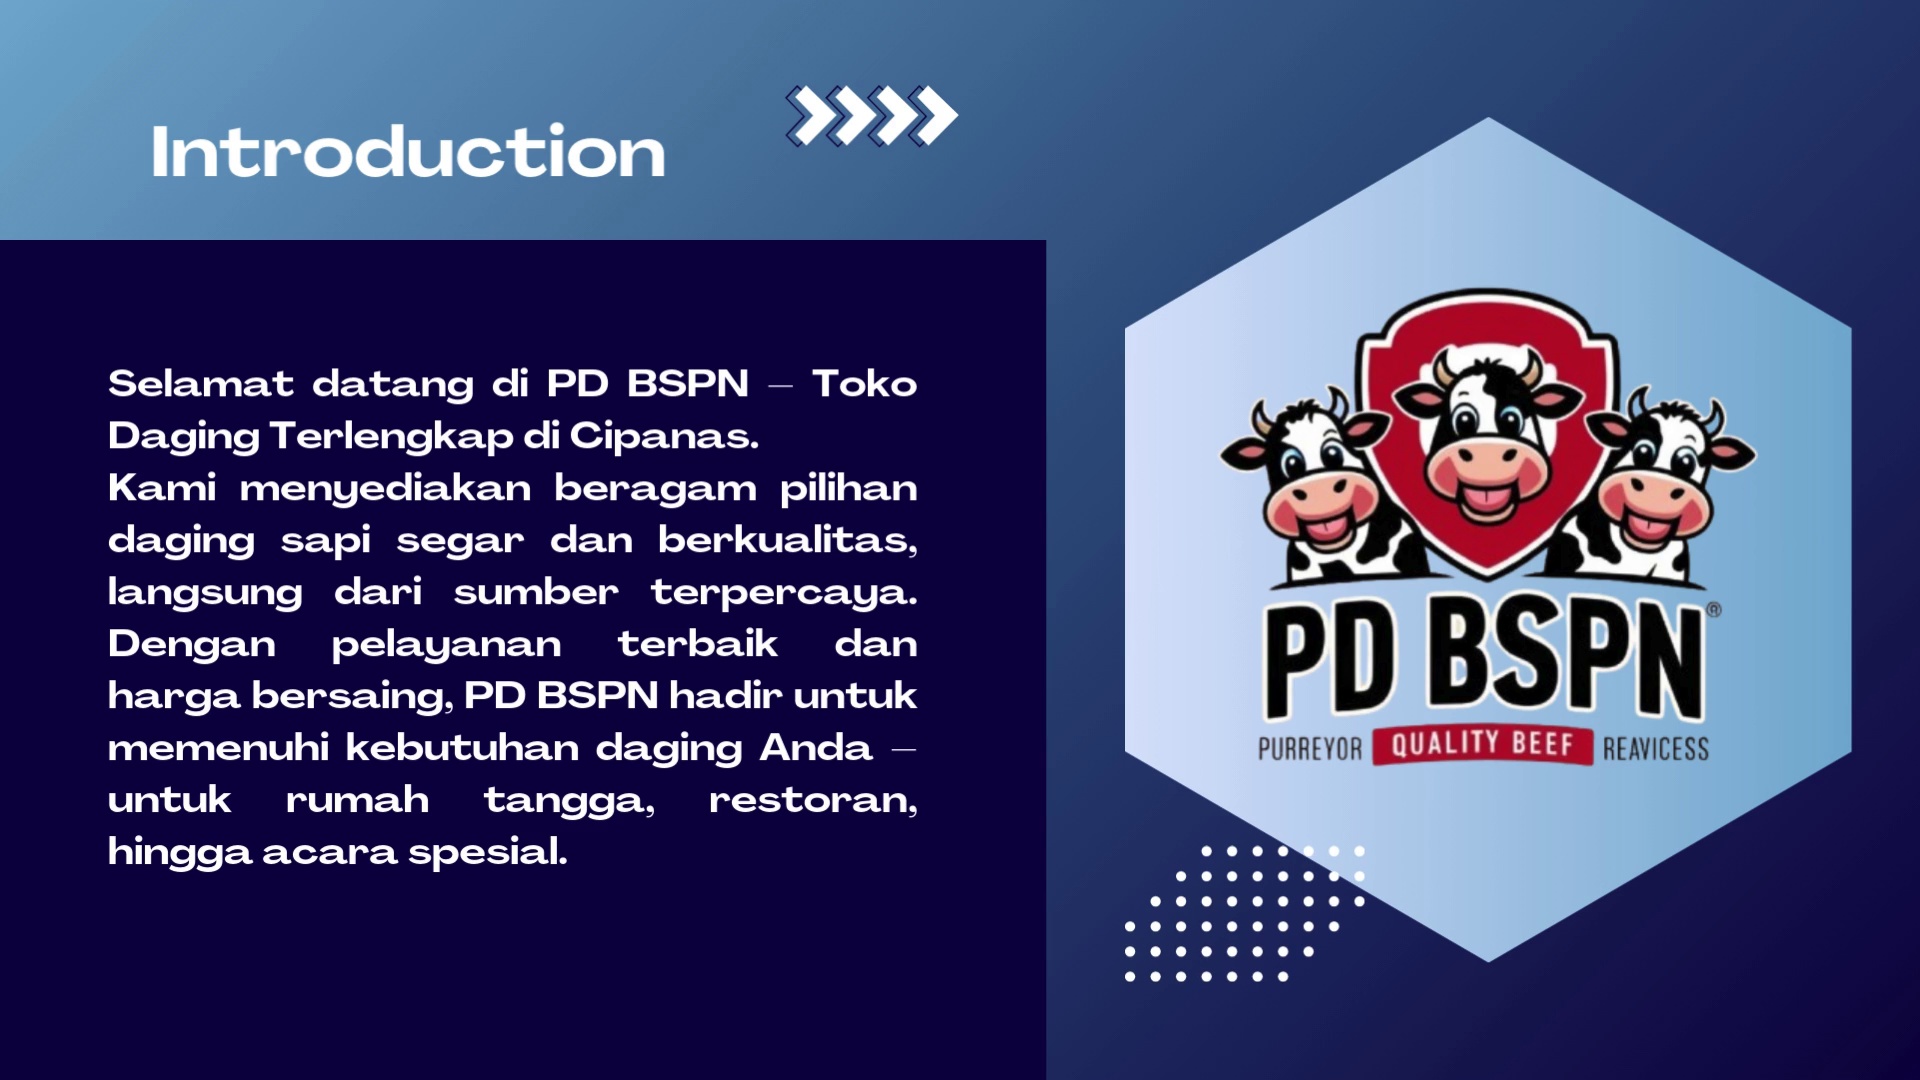 Introduction
Selamat datang di PD BSPN – Toko
Daging Terlengkap di Cipanas.
Kami menyediakan beragam pilihan
daging sapi segar dan berkualitas,
langsung dari sumber terpercaya.
Dengan pelayanan terbaik dan
harga bersaing, PD BSPN hadir untuk
memenuhi kebutuhan daging Anda –
untuk rumah tangga, restoran,
hingga acara spesial.
PD BSPN®
PURREYOR QUALITY BEEF REAVICESS